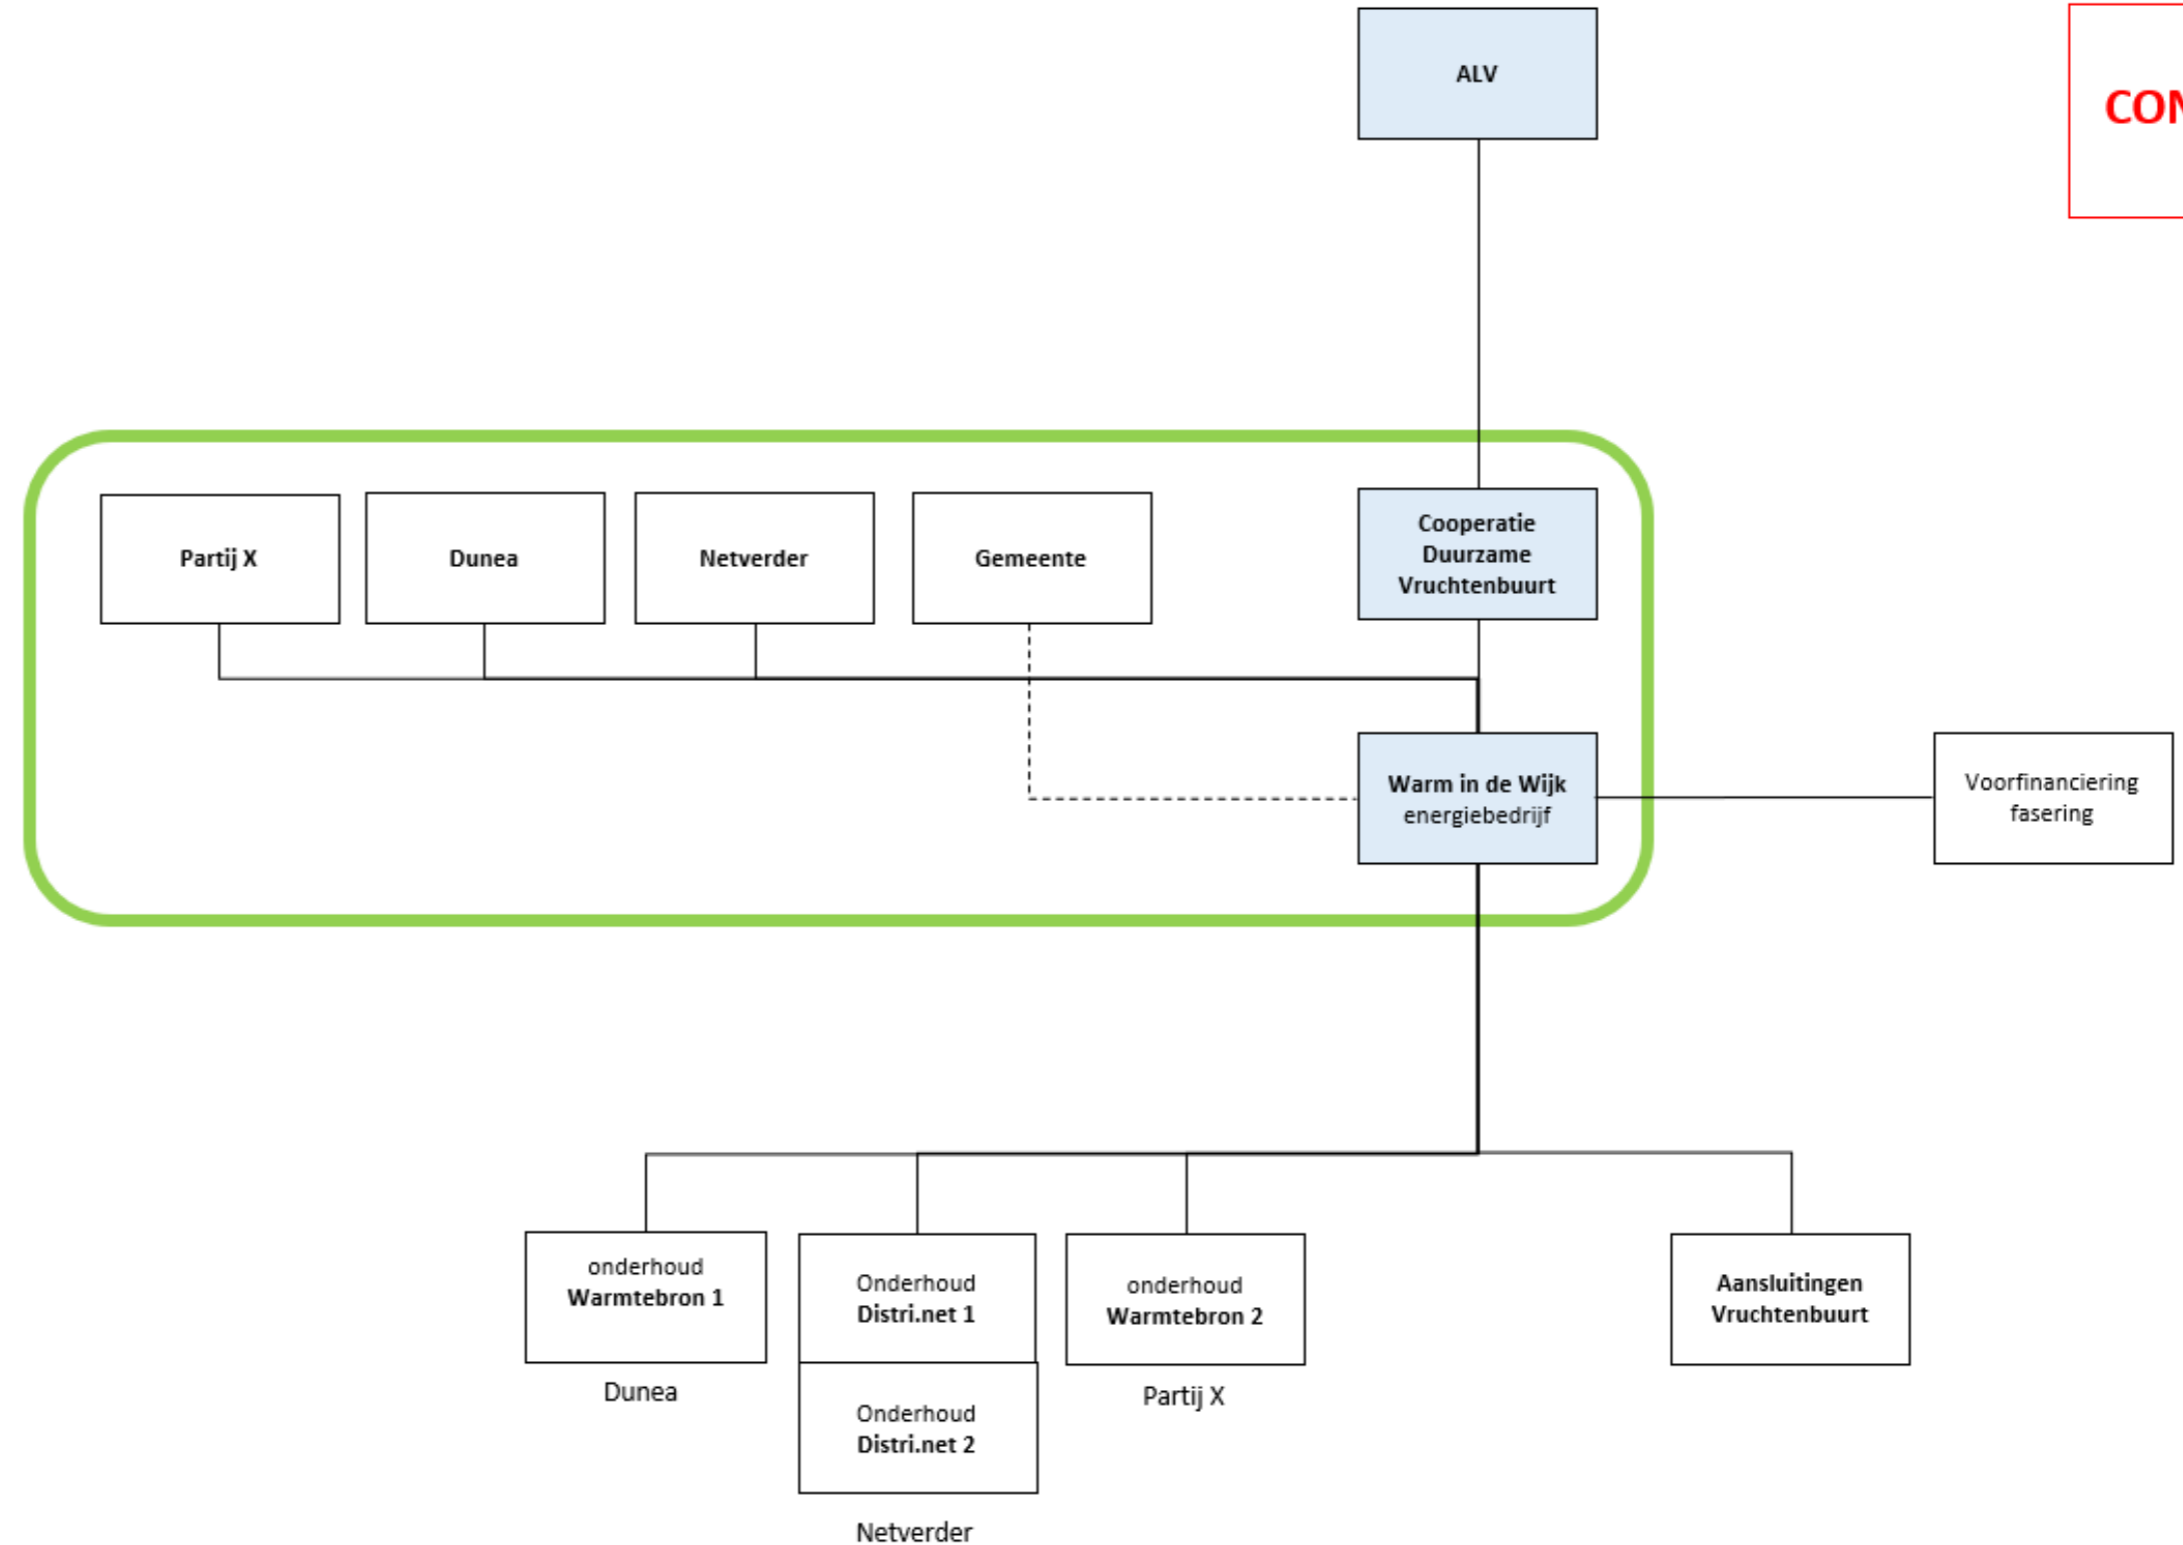 ALV
Partij X
Dunea
Netverder
Gemeente
Cooperatie
Duurzame
Vruchtenbuurt
Warm in de Wijk
energiebedrijf
Voorfinanciering
fasering
onderhoud
Warmtebron 1
Dunea
Onderhoud
Distri.net 1
Onderhoud
Distri.net 2
Netverder
onderhoud
Warmtebron 2
Partij X
Aansluitingen
Vruchtenbuurt